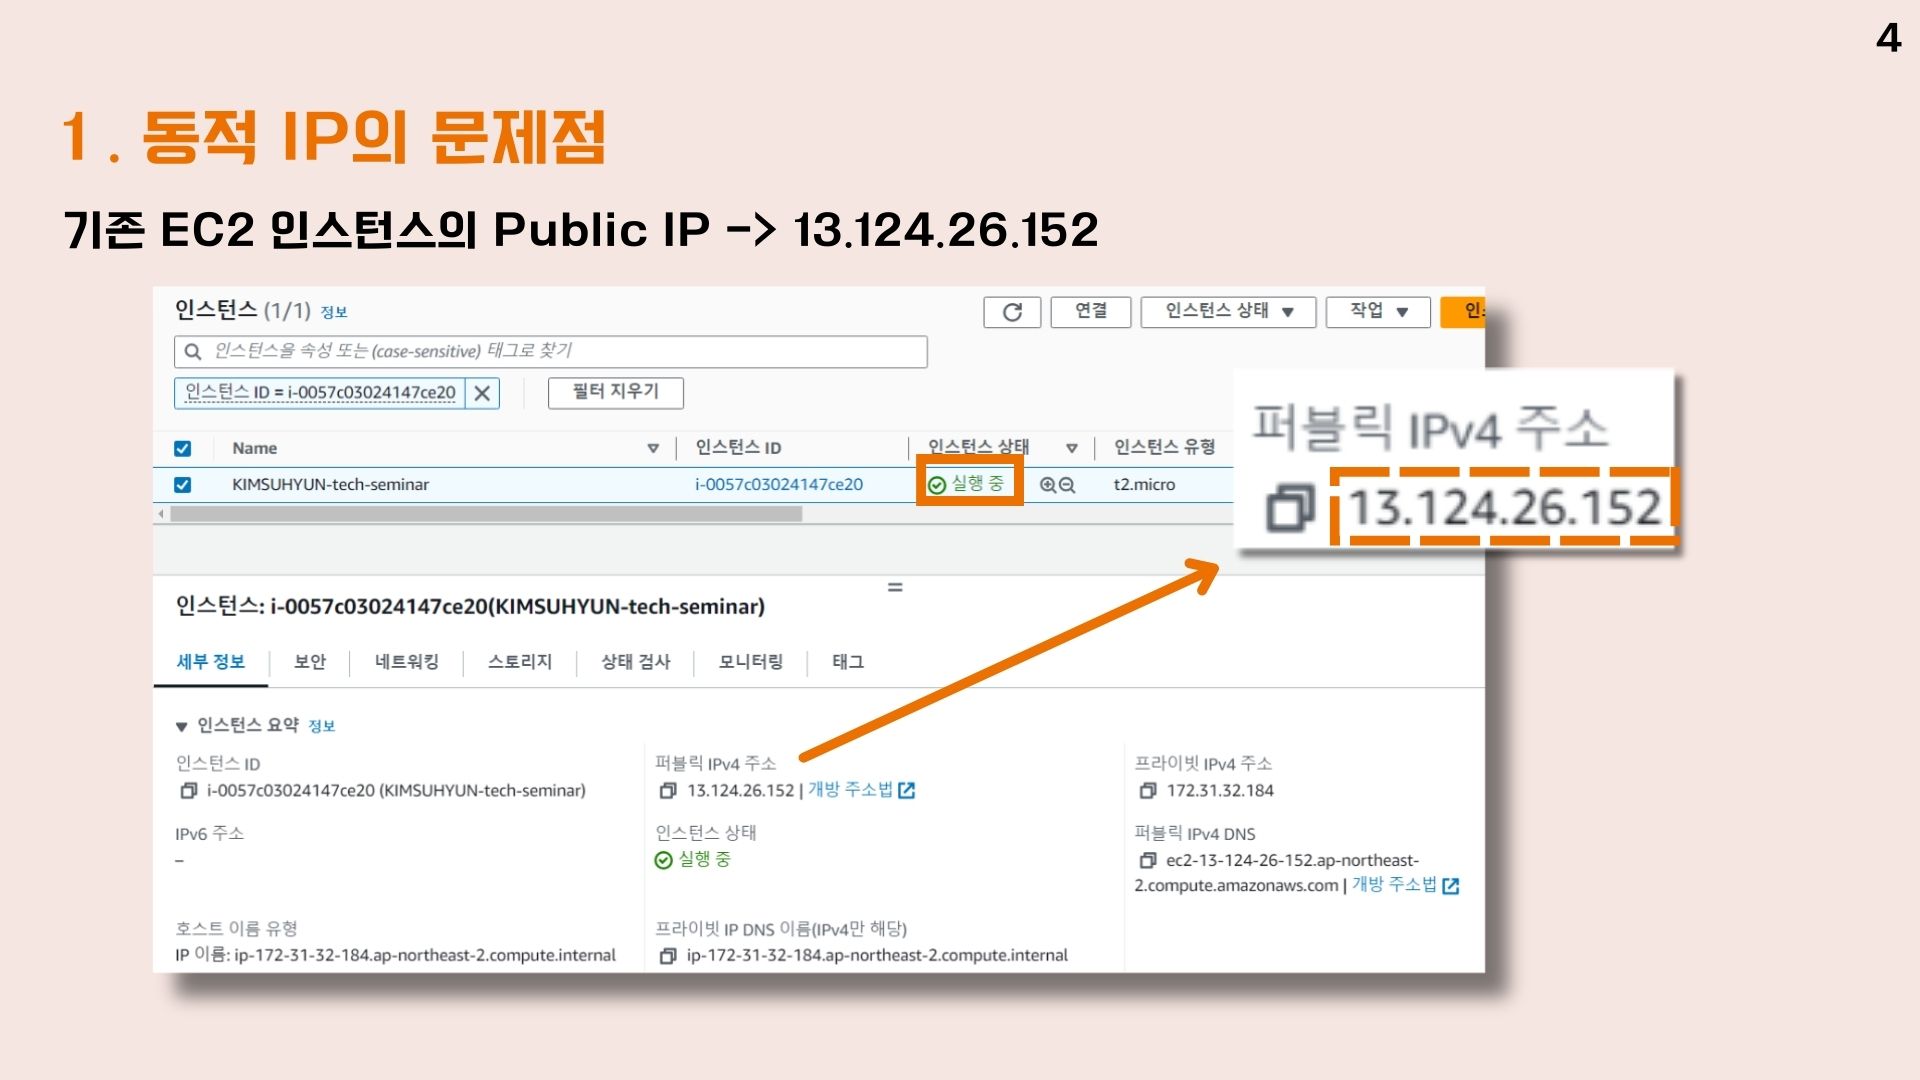 4
1. 동적 IP의 문제점
기존 EC2 인스턴스의 Public IP -> 13.124.26.152
인스턴스 (1/1) 정보
연결
인스턴스 상태
작업
인스턴스을 속성 또는 (case-sensitive) 태그로 찾기
인스턴스 ID = i-0057c03024147ce20
필터 지우기
Name 인스턴스 ID 인스턴스 상태 인스턴스 유형
KIMSUHYUN-tech-seminar i-0057c03024147ce20 실행 중 t2.micro
퍼블릭 IPv4 주소
13.124.26.152
인스턴스: i-0057c03024147ce20(KIMSUHYUN-tech-seminar)
세부 정보 보안 네트워킹 스토리지 상태 검사 모니터링 태그
인스턴스 요약 정보
인스턴스 ID
i-0057c03024147ce20 (KIMSUHYUN-tech-seminar)
퍼블릭 IPv4 주소
13.124.26.152 | 개방 주소법
프라이빗 IPv4 주소
172.31.32.184
IPv6 주소
–
인스턴스 상태
실행 중
퍼블릭 IPv4 DNS
ec2-13-124-26-152.ap-northeast-
2.compute.amazonaws.com | 개방 주소법
호스트 이름 유형
IP 이름: ip-172-31-32-184.ap-northeast-2.compute.internal
프라이빗 IP DNS 이름(IPv4만 해당)
ip-172-31-32-184.ap-northeast-2.compute.internal